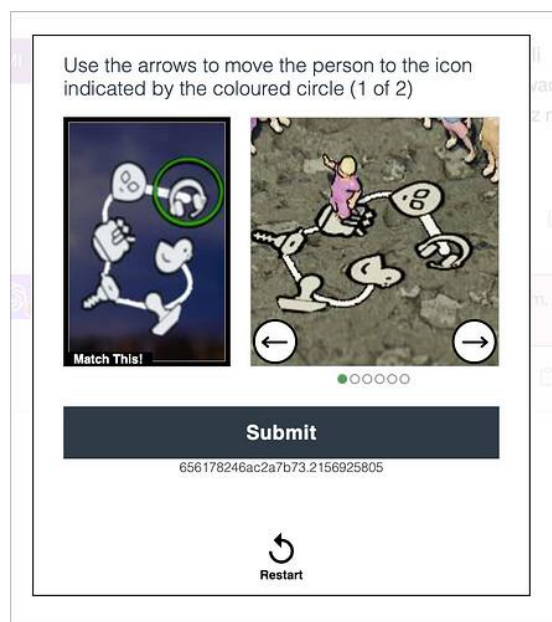 Use the arrows to move the person to the icon
indicated by the coloured circle (1 of 2)
Match This!
Submit
656178246ac2a7b73.2156925805
Restart